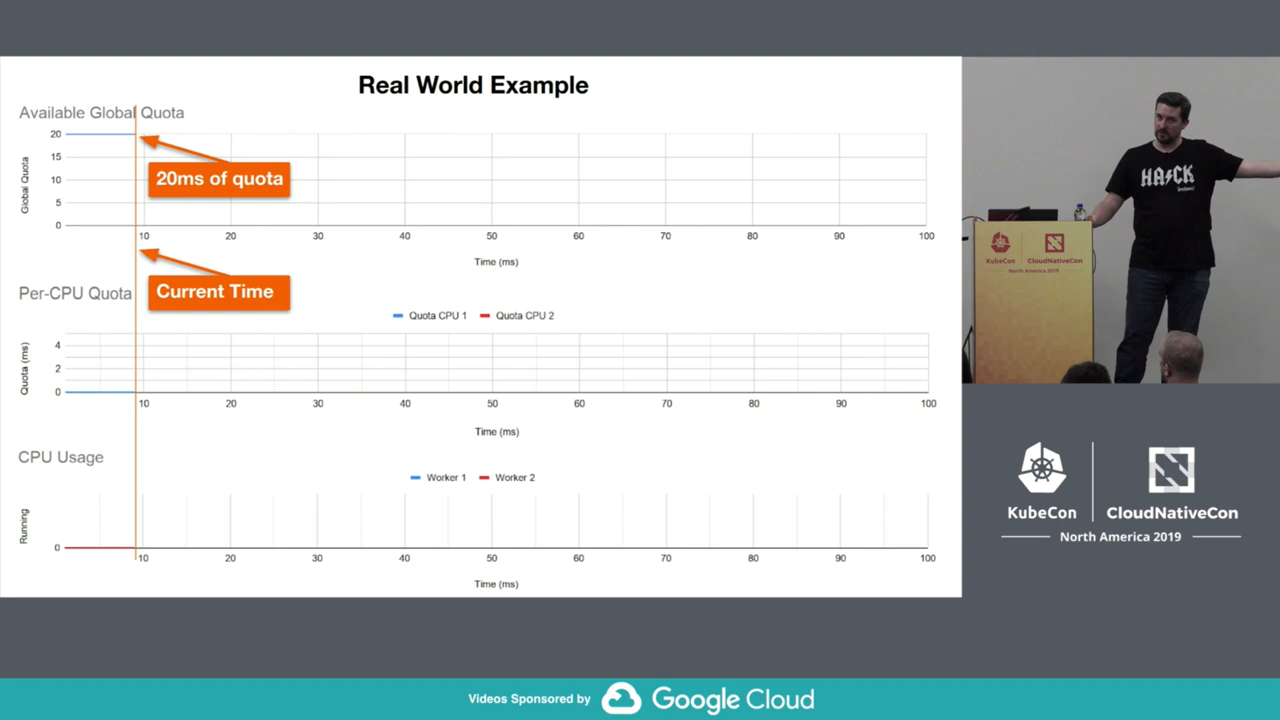 Real World Example
Available Global Quota
Global Quota
20
15
10
5
0
20ms of quota
10 20 30 40 50 60 70 80 90 100
Time (ms)
Current Time
Per-CPU Quota
Quota CPU 1 Quota CPU 2
Quota (ms)
4
2
0
10 20 30 40 50 60 70 80 90 100
Time (ms)
CPU Usage
Worker 1 Worker 2
Running
0
10 20 30 40 50 60 70 80 90 100
Time (ms)
HACK
KubeCon CloudNativeCon
North America 2019
KubeCon CloudNativeCon
North America 2019
Videos Sponsored by Google Cloud